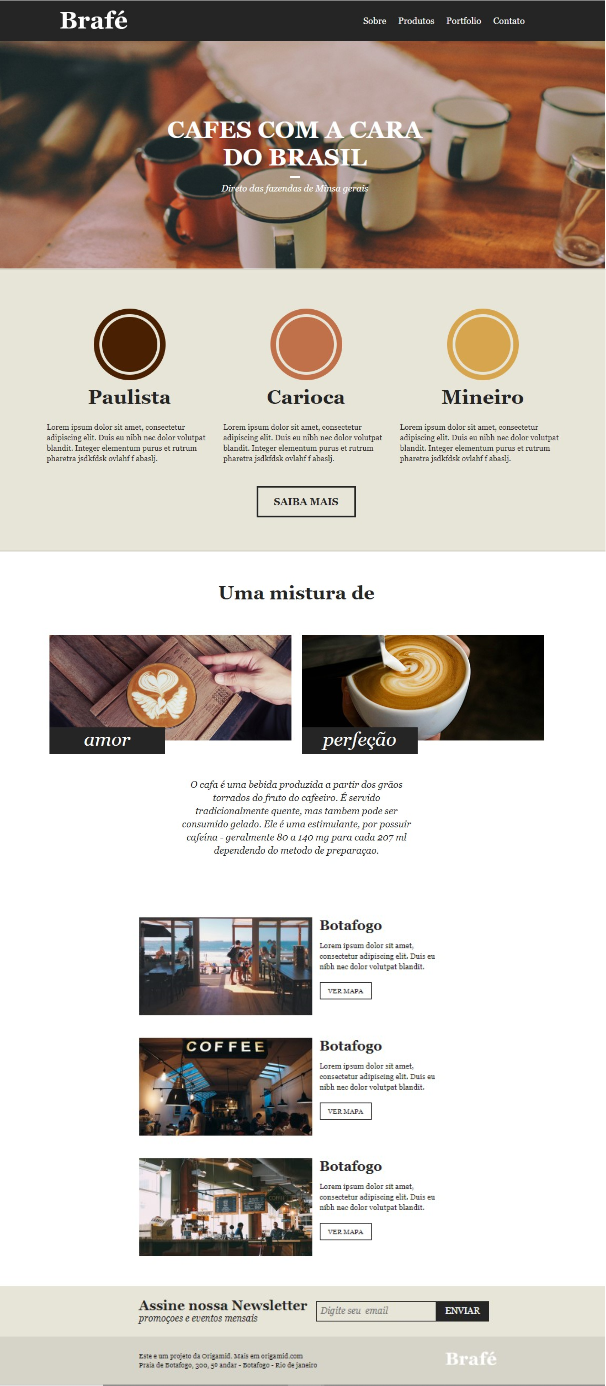 Brafé
Sobre Produtos Portfolio Contato
CAFES COM A CARA
DO BRASIL
Direto das fazendas de Minsa gerais
Paulista
Lorem ipsum dolor sit amet, consectetur
adipiscing elit. Duis eu nibh nec dolor volutpat
blandit. Integer elementum purus et rutrum
pharetra jsdkfdsk ovlahf f abaslj.
Carioca
Lorem ipsum dolor sit amet, consectetur
adipiscing elit. Duis eu nibh nec dolor volutpat
blandit. Integer elementum purus et rutrum
pharetra jsdkfdsk ovlahf f abaslj.
Mineiro
Lorem ipsum dolor sit amet, consectetur
adipiscing elit. Duis eu nibh nec dolor volutpat
blandit. Integer elementum purus et rutrum
pharetra jsdkfdsk ovlahf f abaslj.
SAIBA MAIS
Uma mistura de
amor
perfeção
O cafa é uma bebida produzida a partir dos grãos
torrados do fruto do cafeeiro. É servido
tradicionalmente quente, mas tambem pode ser
consumido gelado. Ele é uma estimulante, por possuir
cafeína - geralmente 80 a 140 mg para cada 207 ml
dependendo do metodo de preparaçao.
Botafogo
Lorem ipsum dolor sit amet,
consectetur adipiscing elit. Duis eu
nibh nec dolor volutpat blandit.
VER MAPA
COFFEE
Botafogo
Lorem ipsum dolor sit amet,
consectetur adipiscing elit. Duis eu
nibh nec dolor volutpat blandit.
VER MAPA
Botafogo
Lorem ipsum dolor sit amet,
consectetur adipiscing elit. Duis eu
nibh nec dolor volutpat blandit.
VER MAPA
Assine nossa Newsletter
promoçoes e eventos mensais
Digite seu email
ENVIAR
Este e um projeto da Origamid. Mais em origamid.com
Praia de Botafogo, 300, 5º andar - Botafogo - Rio de janeiro
Brafé